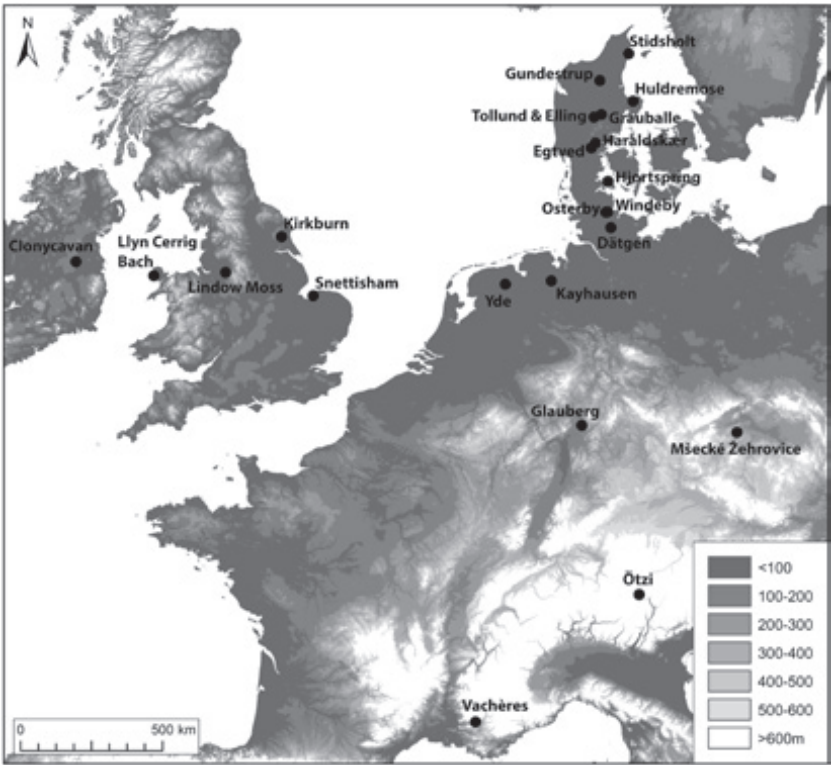 N
Stidsholt
Gundestrup
Huldremose
Tollund & Elling
Grauballe
Haraldskær
Egtved
Hjortspring
Osterby
Windeby
Dätgen
Kirkburn
Clonycavan
Llyn Cerrig
Bach
Lindow Moss
Snettisham
Yde
Kayhausen
Glauberg
Mšecké Žehrovice
Ötzi
Vachères
<100
100-200
200-300
300-400
400-500
500-600
>600m
0
500 km